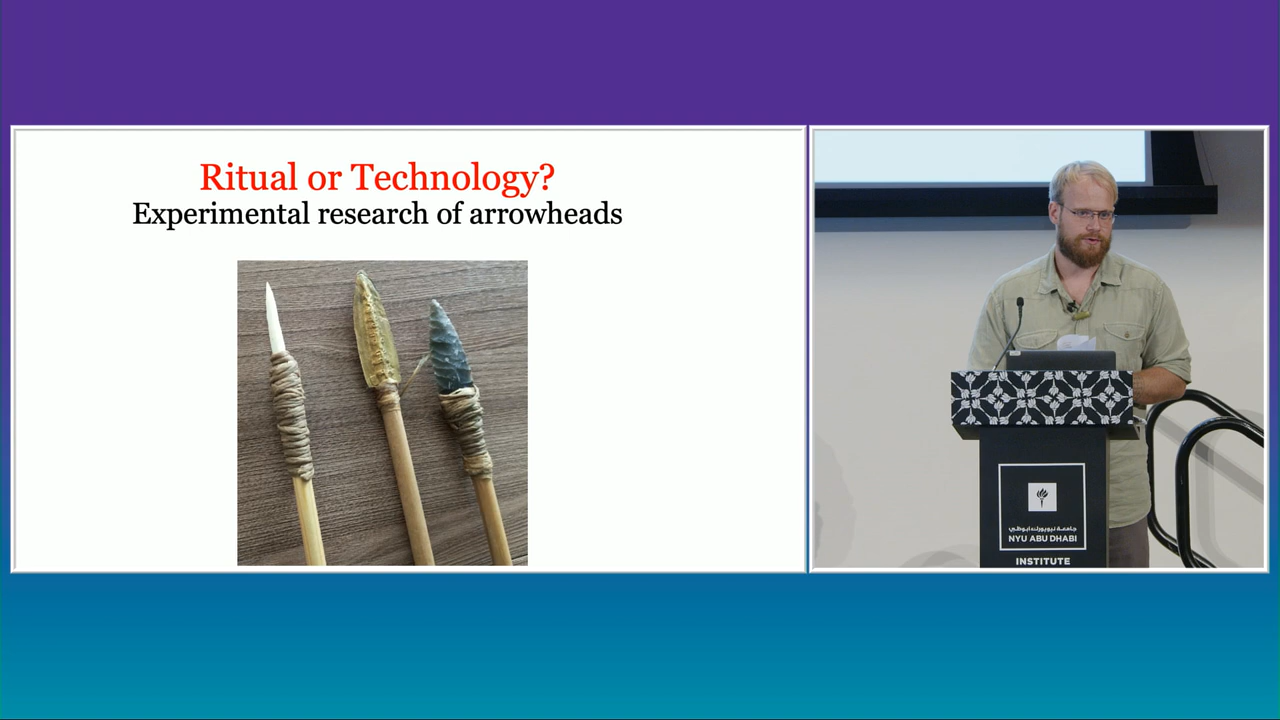 Ritual or Technology?
Experimental research of arrowheads
جامعة نيويورك أبوظبي
NYU ABU DHABI
INSTITUTE